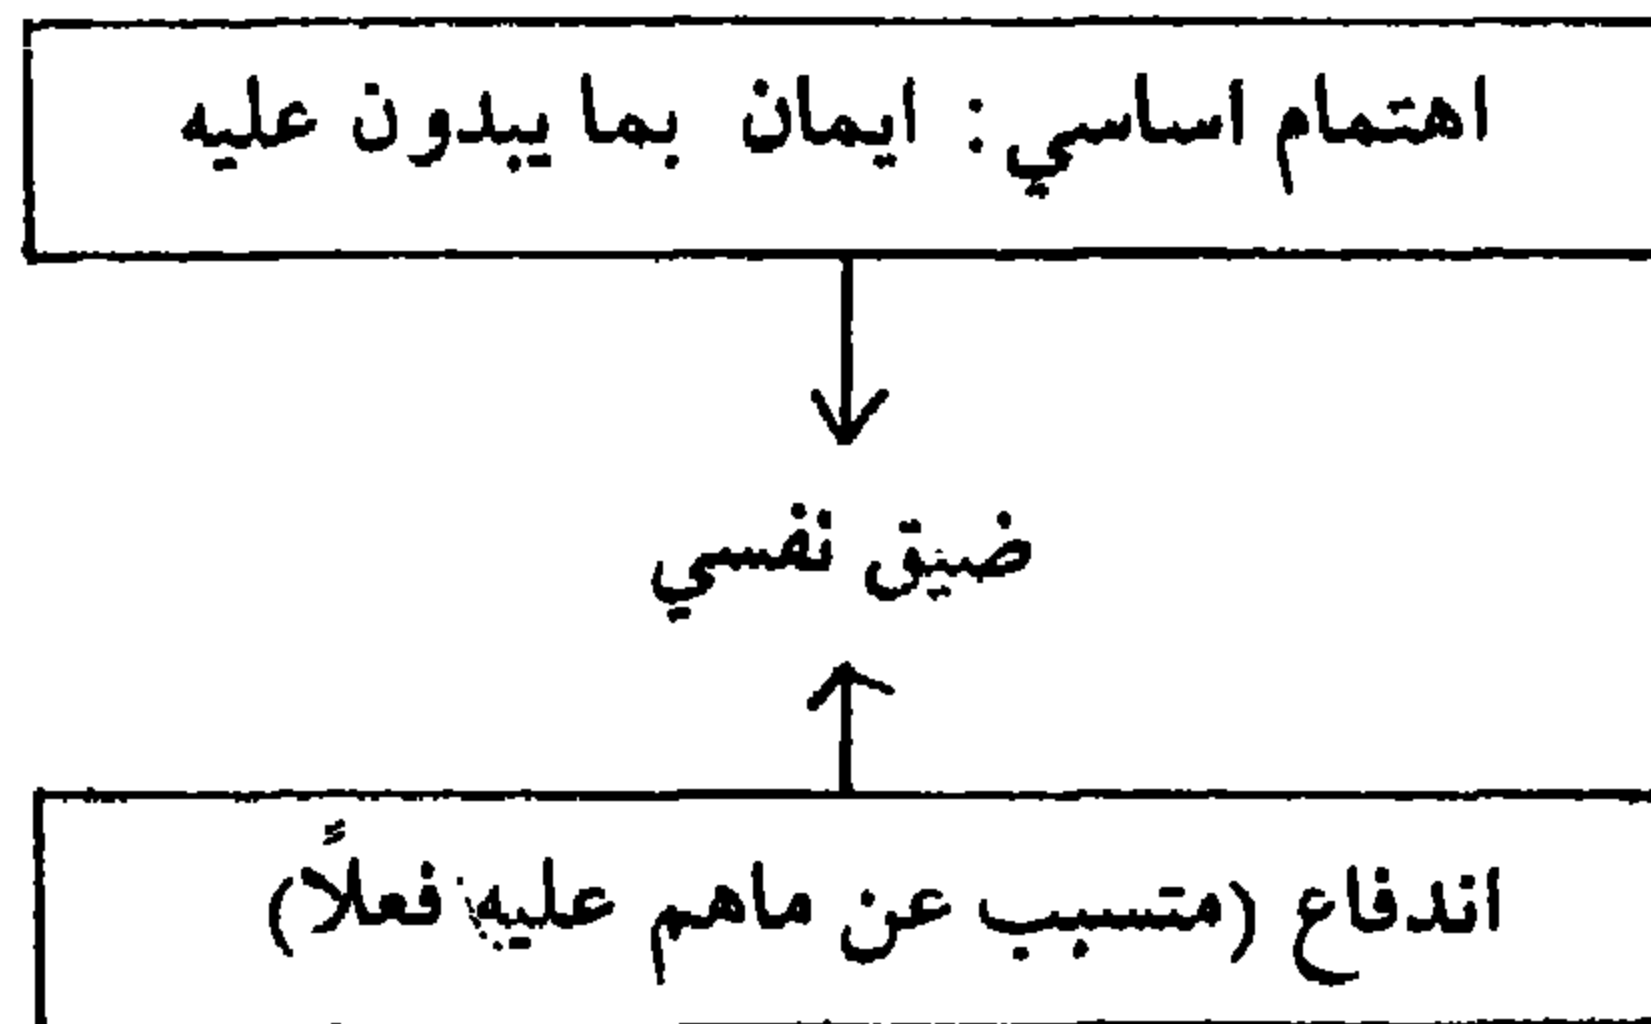 اهتمام اساسي : ايمان بما يبدون عليه
ضيق نفسي
اندفاع (متسبب عن ماهم عليه فعلاً)